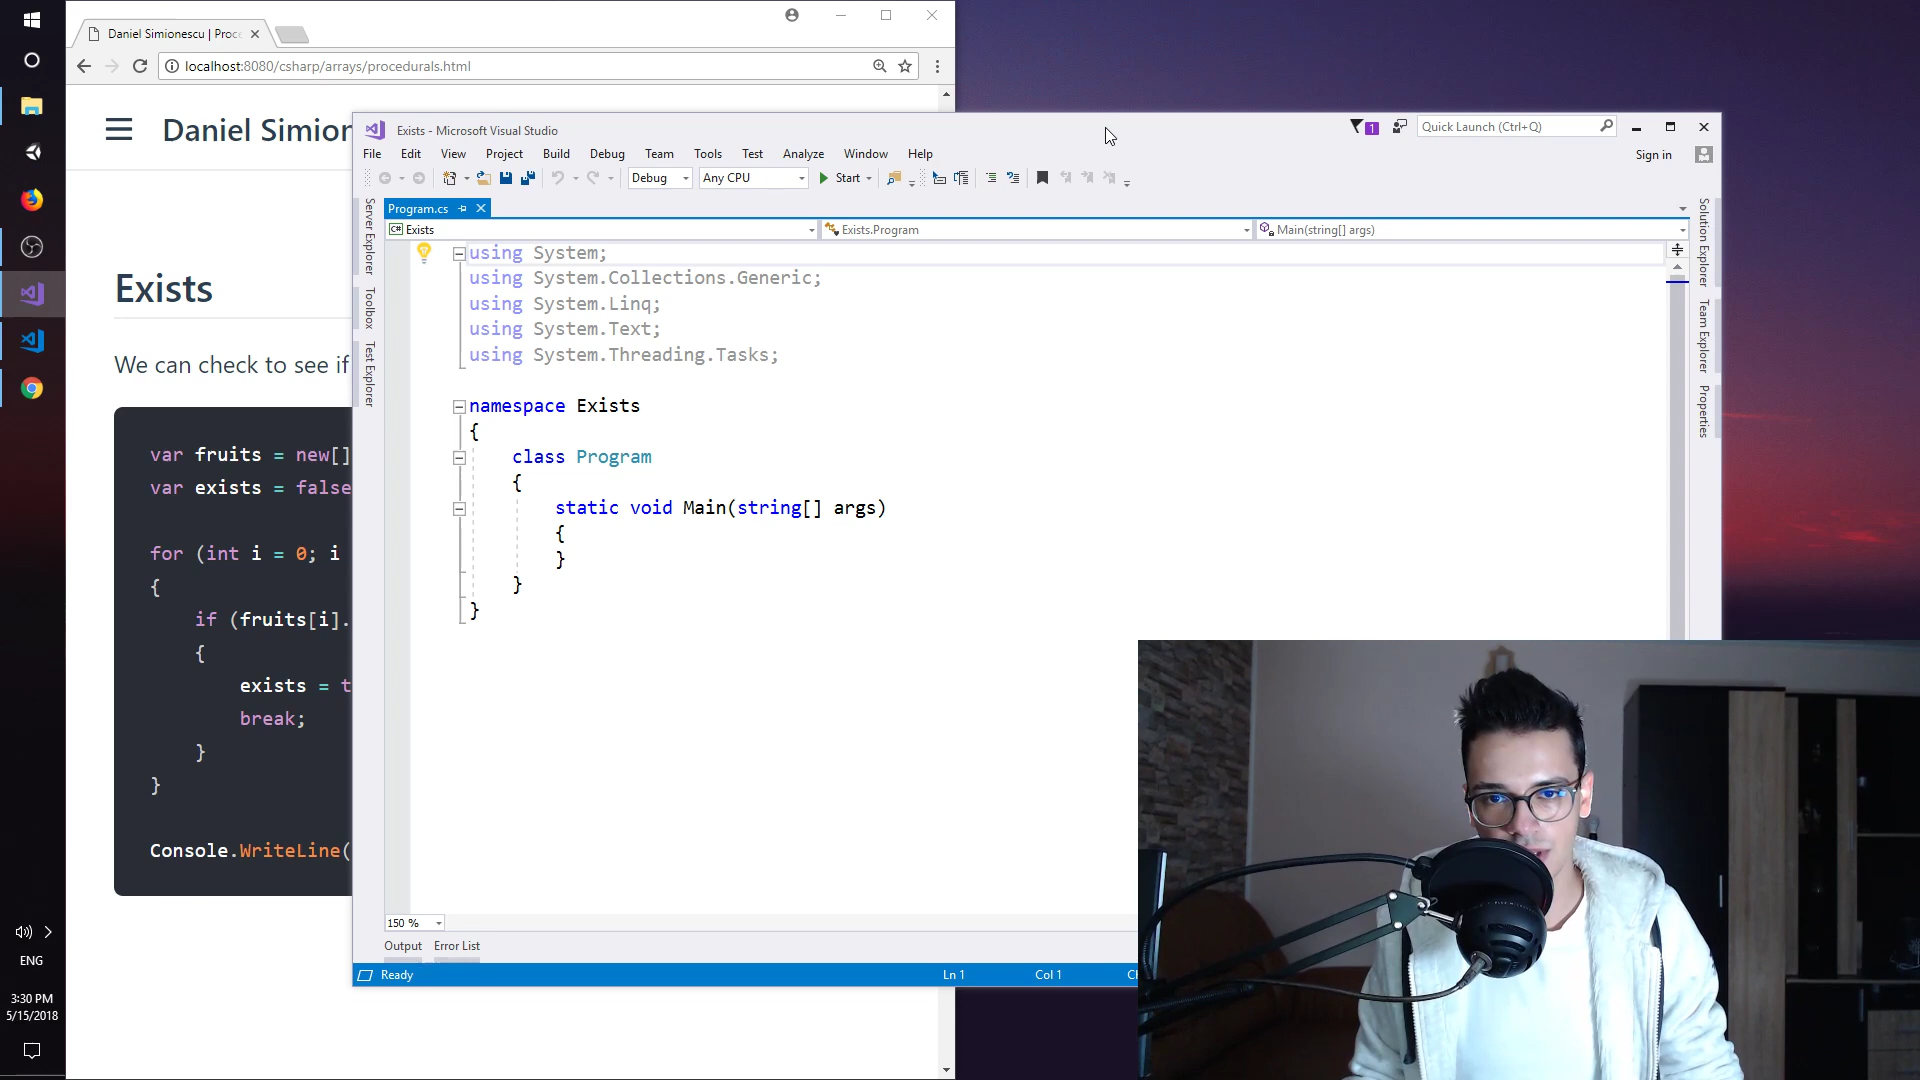 Daniel Simionescu | Proc
localhost:8080/csharp/arrays/procedurals.html
Daniel Simior
Exists
We can check to see if
var fruits = new[]
var exists = false
for (int i = 0; i
{
if (fruits[i].
{
exists = t
break;
}
}
Console.WriteLine(
Exists - Microsoft Visual Studio
1
Quick Launch (Ctrl+Q)
File Edit View Project Build Debug Team Tools Test Analyze Window Help
Sign in
Debug Any CPU Start
Program.cs
C# Exists
Exists.Program
Main(string[] args)
Server Explorer
Toolbox
Test Explorer
using System;
using System.Collections.Generic;
using System.Linq;
using System.Text;
using System.Threading.Tasks;
namespace Exists
{
class Program
{
static void Main(string[] args)
{
}
}
}
Solution Explorer
Team Explorer
Properties
150 %
Output Error List
Ready
Ln 1
Col 1
ENG
3:30 PM
5/15/2018